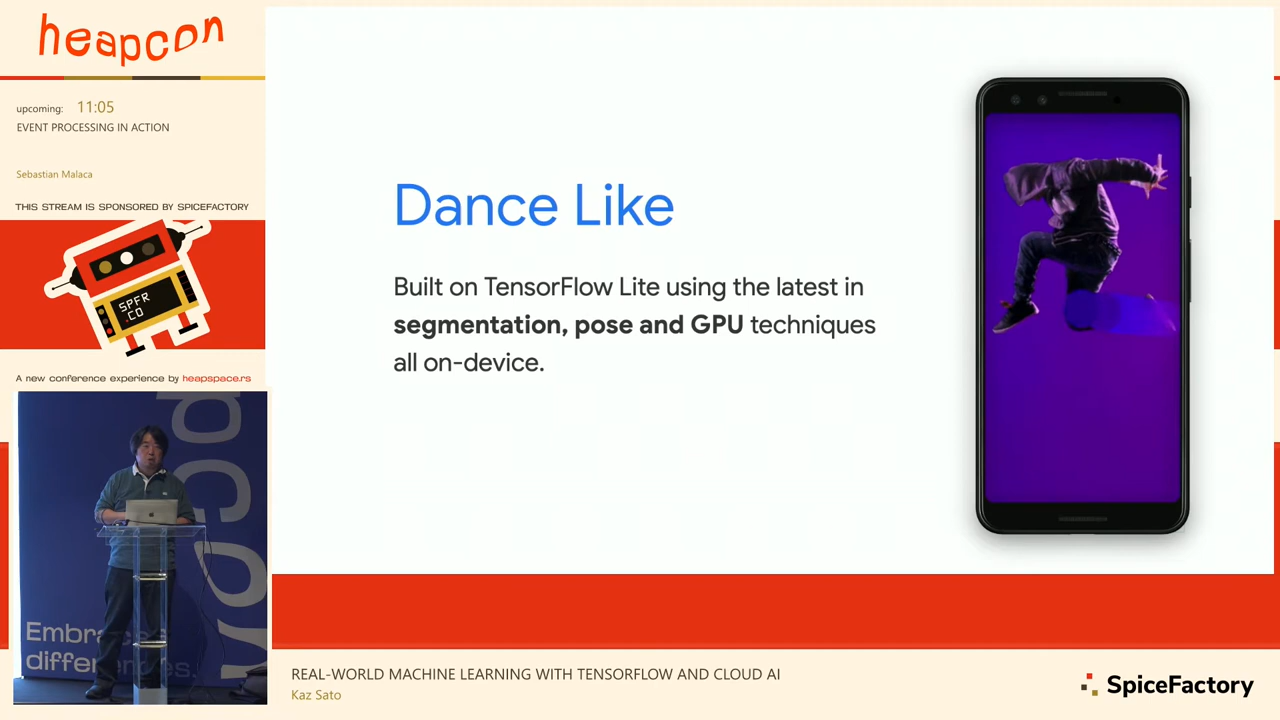 heapcon
upcoming: 11:05
EVENT PROCESSING IN ACTION
Sebastian Malaca
THIS STREAM IS SPONSORED BY SPICEFACTORY
SPFR
.CO
A new conference experience by heapspace.rs
Dance Like
Built on TensorFlow Lite using the latest in
segmentation, pose and GPU techniques
all on-device.
Embraces
differences.
REAL-WORLD MACHINE LEARNING WITH TENSORFLOW AND CLOUD AI
Kaz Sato
SpiceFactory